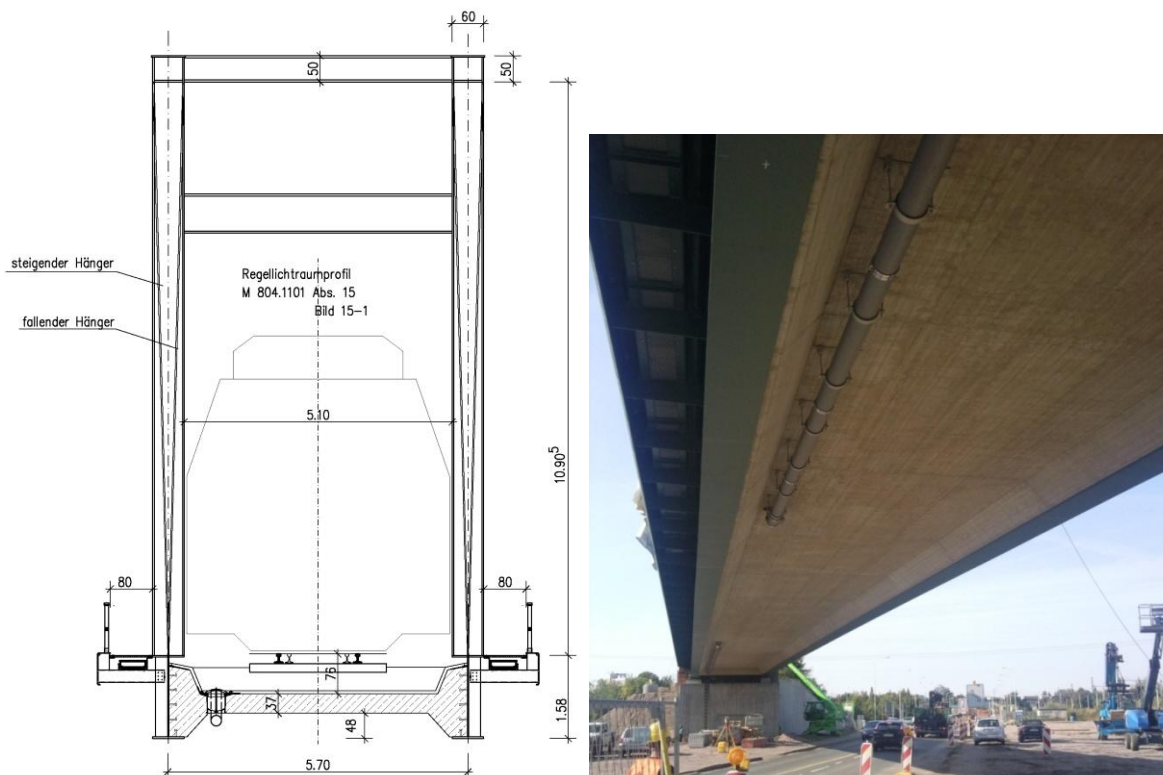 60
50
50
steigender Hänger
fallender Hänger
Regellichtraumprofil
M 804.1101 Abs. 15
Bild 15-1
5.10
10.90⁵
80
80
76
37
48
1.58
5.70